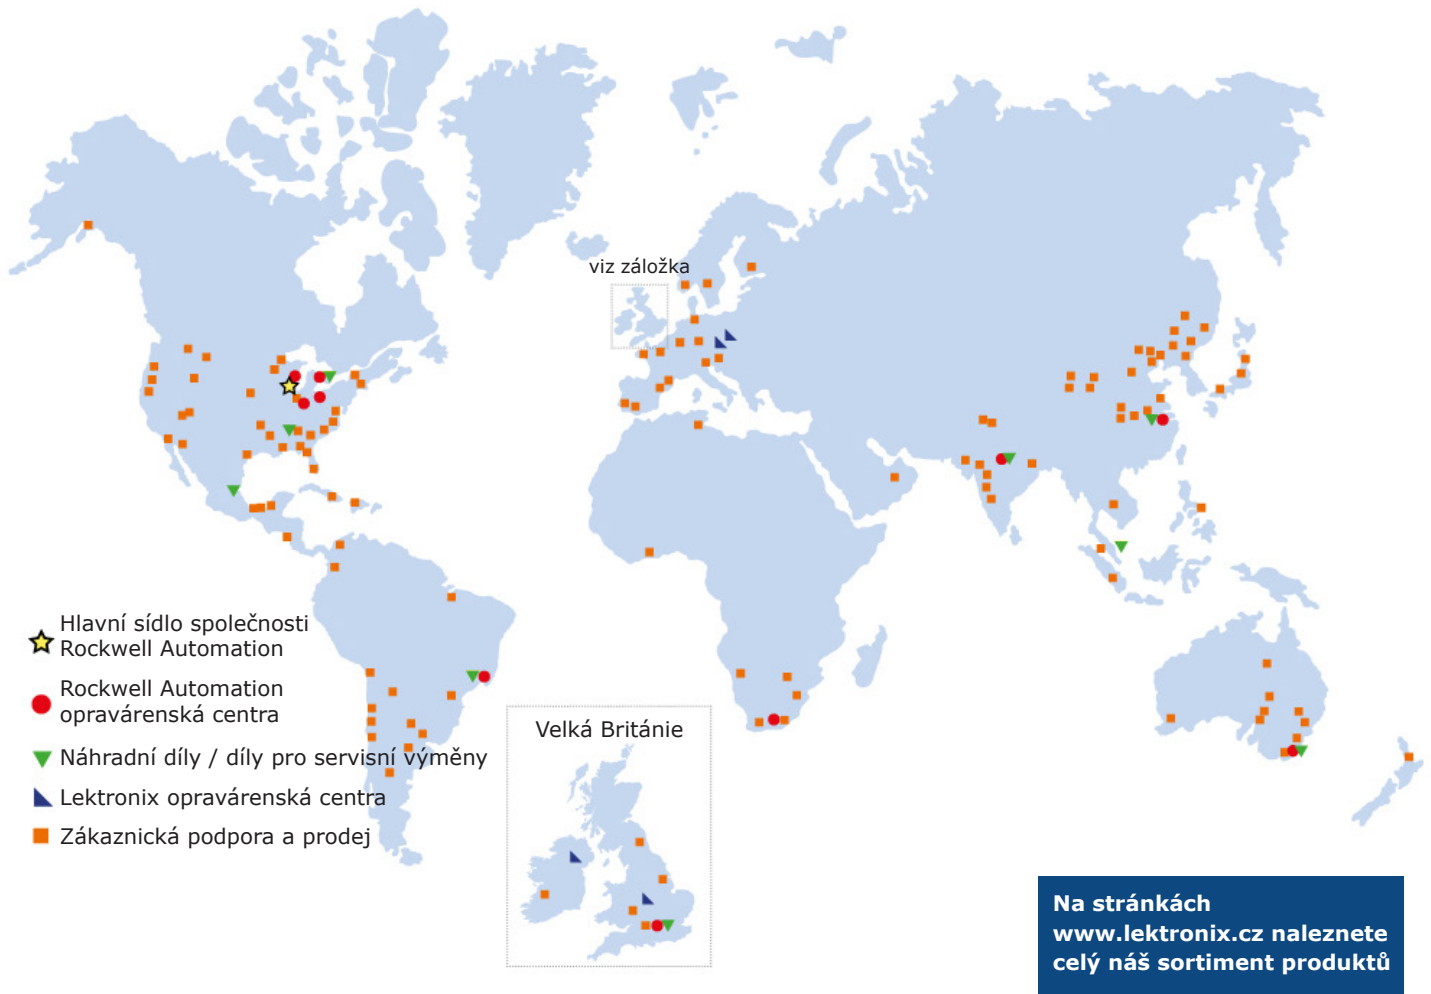 viz záložka
Hlavní sídlo společnosti
Rockwell Automation
Rockwell Automation
opravárenská centra
Náhradní díly / díly pro servisní výměny
Lektronix opravárenská centra
Zákaznická podpora a prodej
Velká Británie
Na stránkách
www.lektronix.cz naleznete
celý náš sortiment produktů